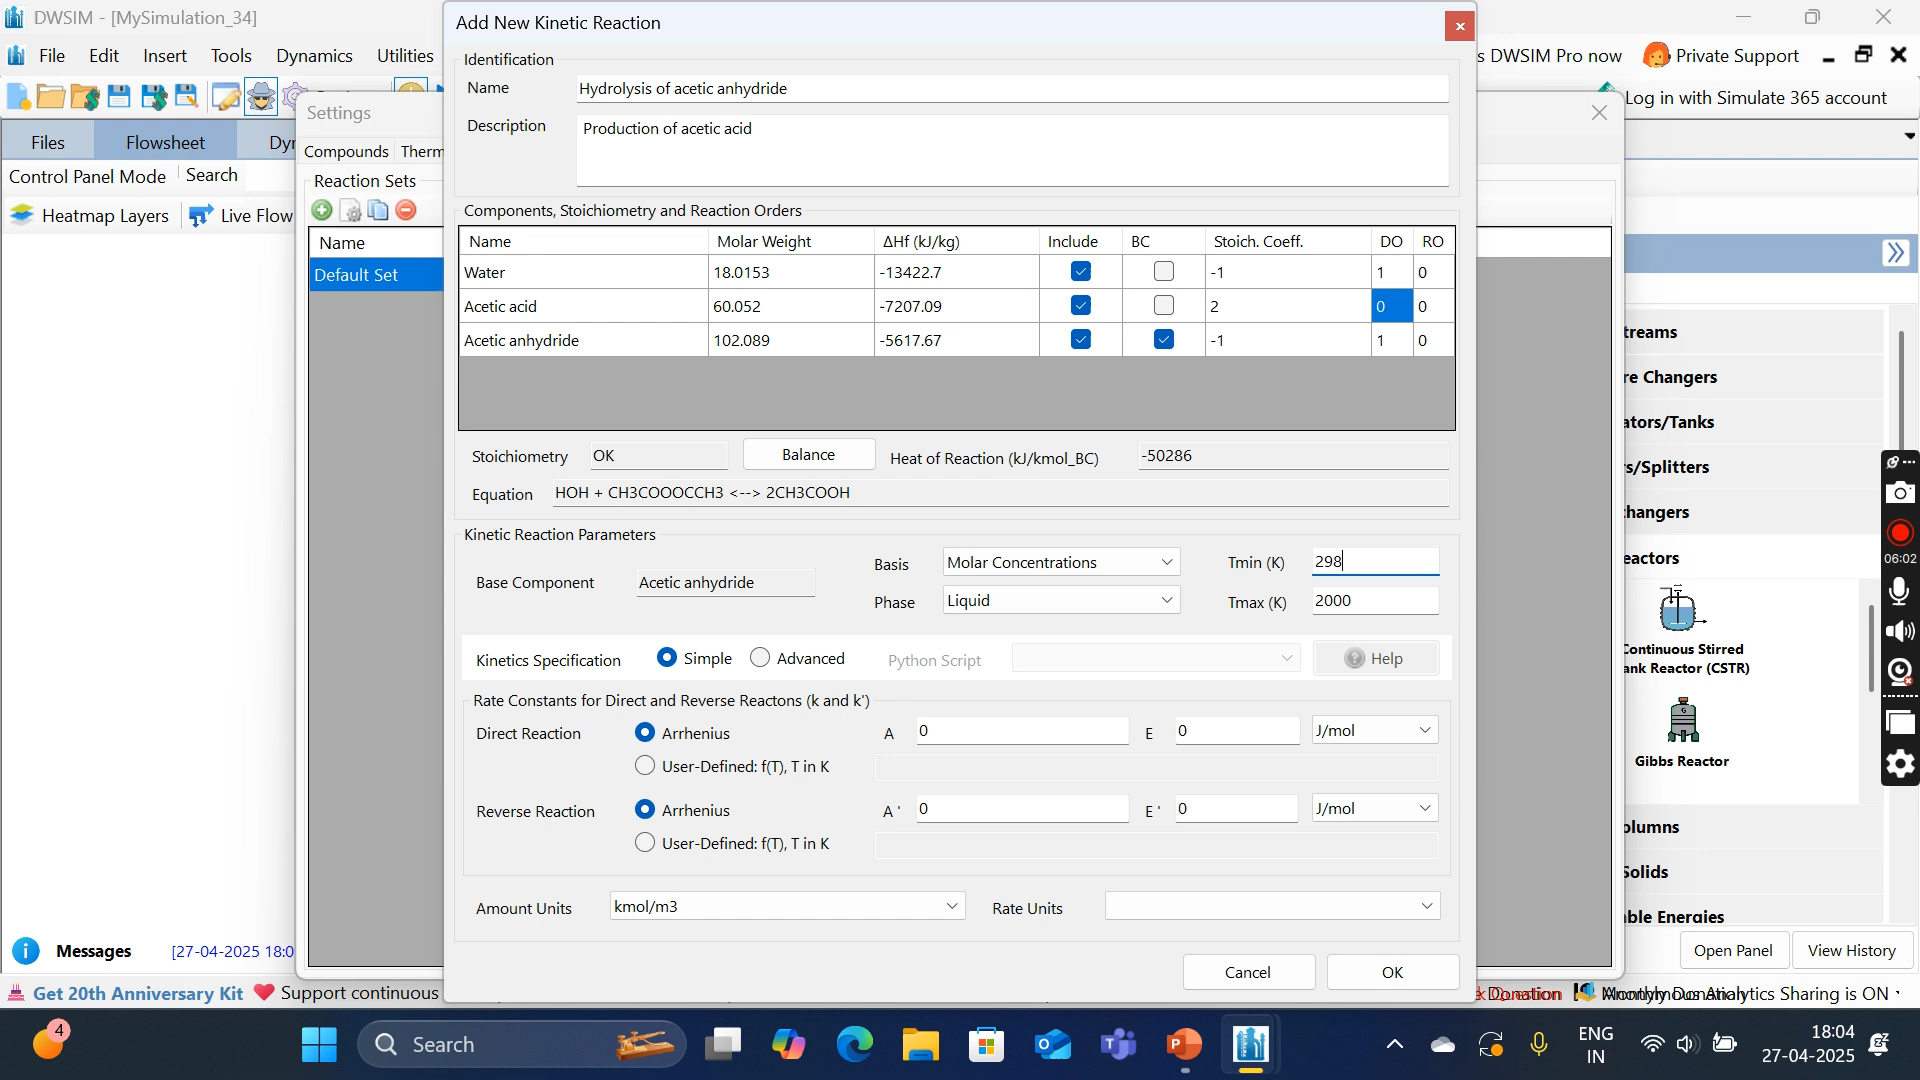 DWSIM - [MySimulation_34]
File Edit Insert Tools Dynamics Utilities
s DWSIM Pro now Private Support
Log in with Simulate 365 account
Files Flowsheet Dyn
Control Panel Mode Search
Heatmap Layers Live Flow
Settings
Compounds Therm
Reaction Sets
Name
Default Set
Add New Kinetic Reaction
Identification
Name Hydrolysis of acetic anhydride
Description Production of acetic acid
Components, Stoichiometry and Reaction Orders
Name Molar Weight ΔHf (kJ/kg) Include BC Stoich. Coeff. DO RO
Water 18.0153 -13422.7 -1 1 0
Acetic acid 60.052 -7207.09 2 0 0
Acetic anhydride 102.089 -5617.67 -1 1 0
Stoichiometry OK Balance Heat of Reaction (kJ/kmol_BC) -50286
Equation HOH + CH3COOOCCH3 <--> 2CH3COOH
Kinetic Reaction Parameters
Base Component Acetic anhydride
Basis Molar Concentrations Tmin (K) 298
Phase Liquid Tmax (K) 2000
Kinetics Specification Simple Advanced Python Script Help
Rate Constants for Direct and Reverse Reactons (k and k')
Direct Reaction Arrhenius A 0 E 0 J/mol
User-Defined: f(T), T in K
Reverse Reaction Arrhenius A ' 0 E ' 0 J/mol
User-Defined: f(T), T in K
Amount Units kmol/m3 Rate Units
Cancel OK
treams
re Changers
ators/Tanks
rs/Splitters
changers
eactors
Continuous Stirred
ank Reactor (CSTR)
Gibbs Reactor
olumns
Solids
ble Energies
06:02
Messages [27-04-2025 18:0
Open Panel View History
Get 20th Anniversary Kit Support continuous
ENG
IN
18:04
27-04-2025
Search
4